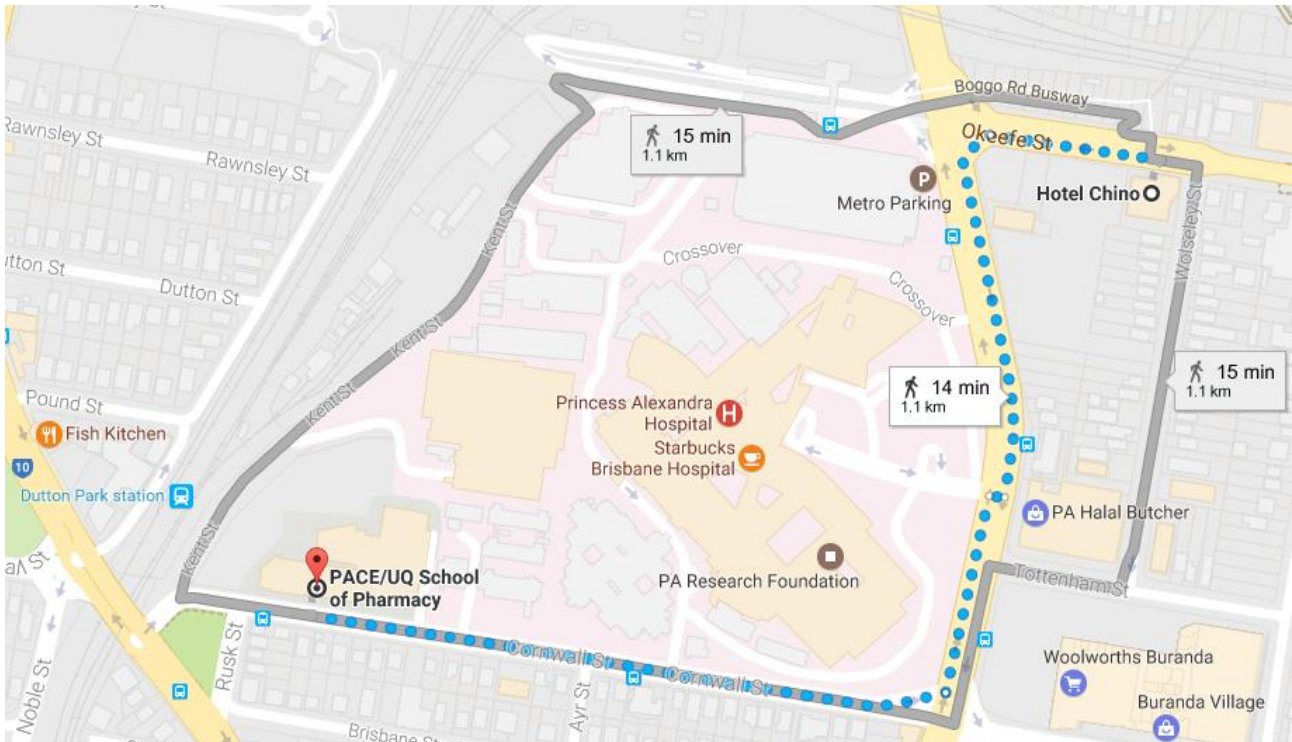 Rawnsley St
Rawnsley St
Boggo Rd Busway
15 min
1.1 km
Okeefe St
P
Metro Parking
Hotel Chino
Kent St
Crossover
Wolseley St
Dutton St
Crossover
Kent St
15 min
1.1 km
14 min
1.1 km
Kent St
Pound St
Princess Alexandra
Hospital
H
Fish Kitchen
Starbucks
Brisbane Hospital
10
Dutton Park station
PA Halal Butcher
Kent St
PACE/UQ School
of Pharmacy
PA Research Foundation
Tottenham St
Rusk St
Cornwall St
Cornwall St
Woolworths Buranda
Noble St
Ayr St
Buranda Village
Brisbane St